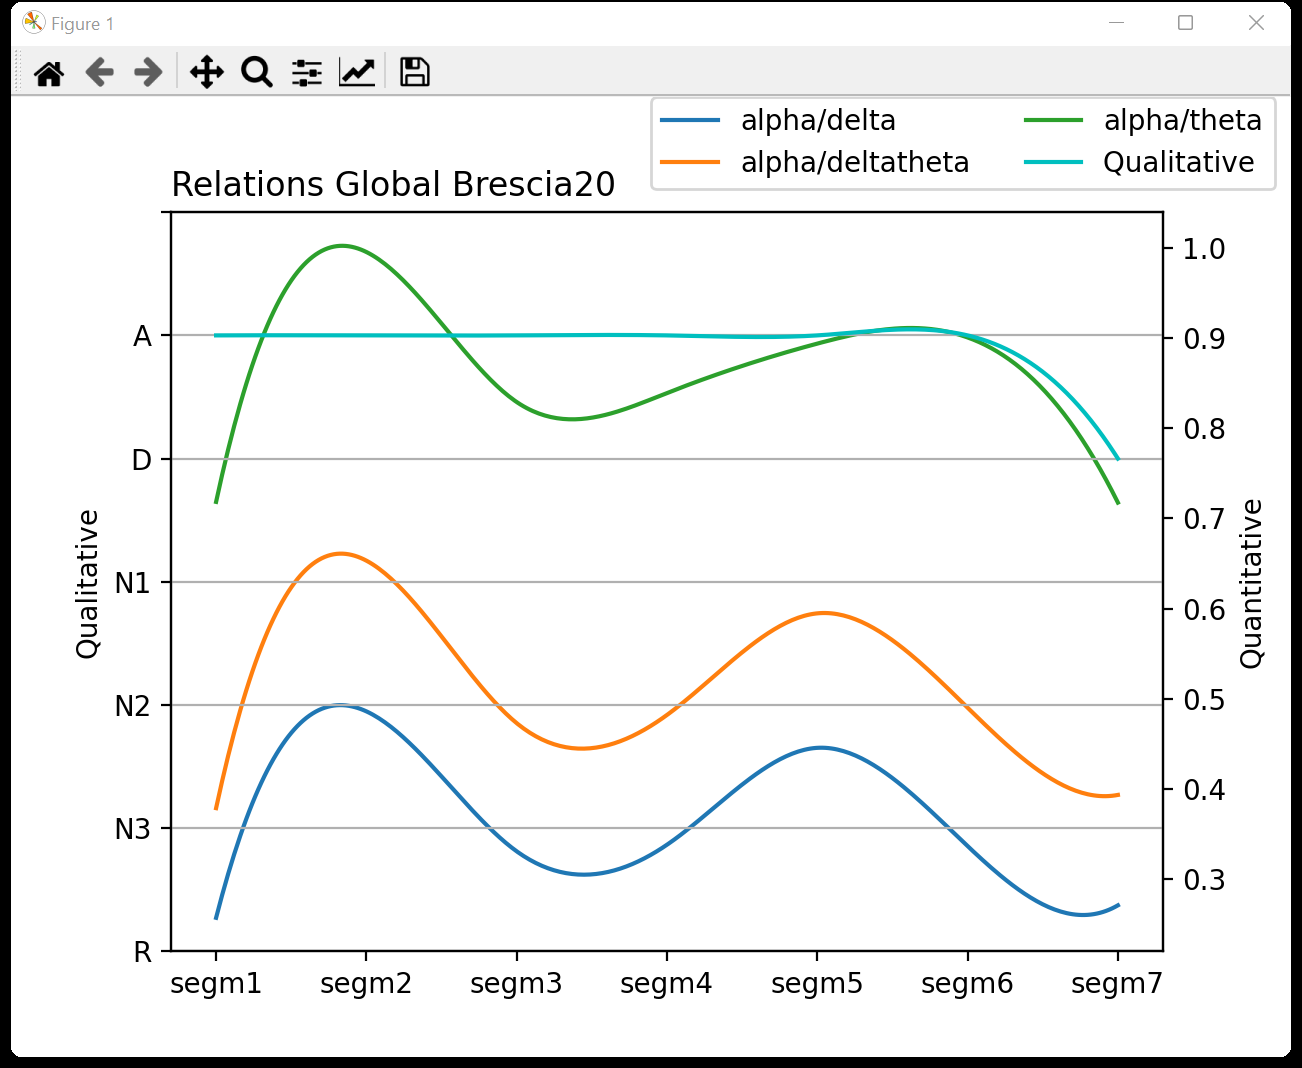 Figure 1
alpha/delta
alpha/deltatheta
alpha/theta
Qualitative
Relations Global Brescia20
Qualitative
A
D
N1
N2
N3
R
1.0
0.9
0.8
0.7
0.6
0.5
0.4
0.3
Quantitative
segm1 segm2 segm3 segm4 segm5 segm6 segm7